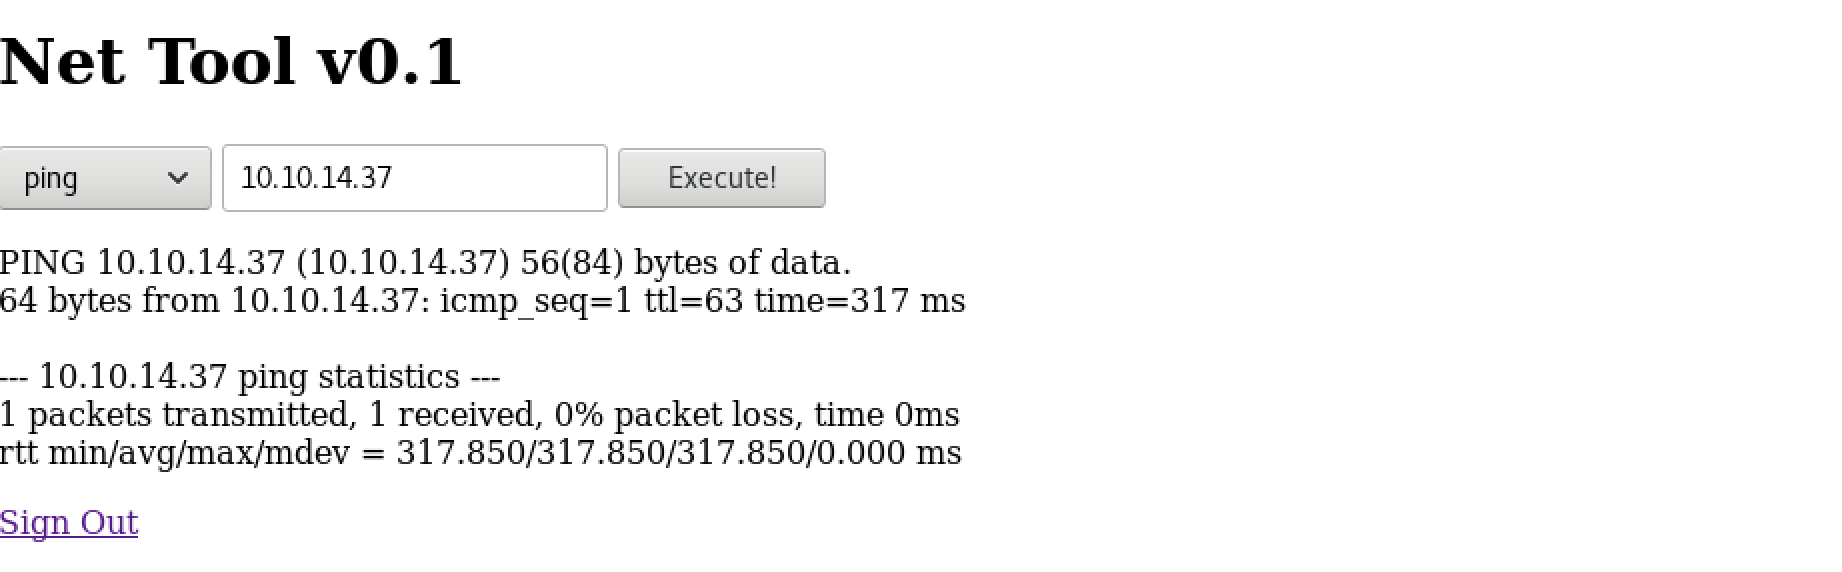 Net Tool v0.1
ping 10.10.14.37 Execute!
PING 10.10.14.37 (10.10.14.37) 56(84) bytes of data.
64 bytes from 10.10.14.37: icmp_seq=1 ttl=63 time=317 ms
--- 10.10.14.37 ping statistics ---
1 packets transmitted, 1 received, 0% packet loss, time 0ms
rtt min/avg/max/mdev = 317.850/317.850/317.850/0.000 ms
Sign Out